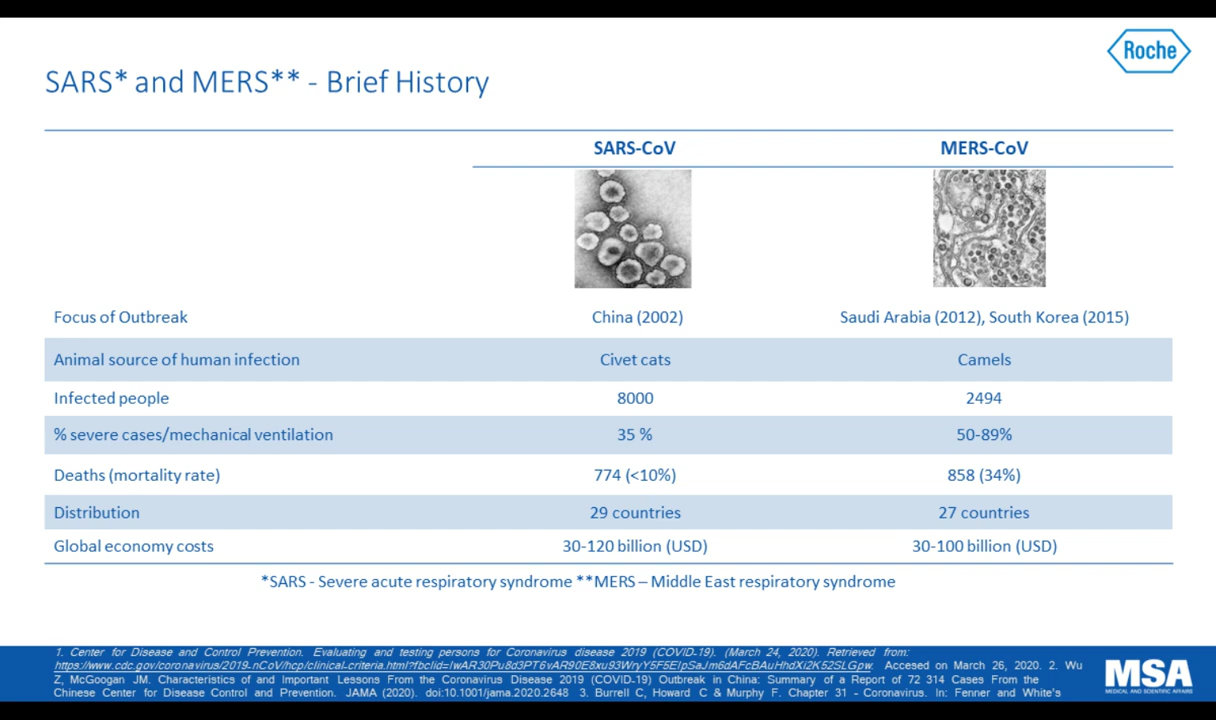 Roche
SARS* and MERS** - Brief History
SARS-CoV MERS-CoV
Focus of Outbreak China (2002) Saudi Arabia (2012), South Korea (2015)
Animal source of human infection Civet cats Camels
Infected people 8000 2494
% severe cases/mechanical ventilation 35 % 50-89%
Deaths (mortality rate) 774 (<10%) 858 (34%)
Distribution 29 countries 27 countries
Global economy costs 30-120 billion (USD) 30-100 billion (USD)
*SARS - Severe acute respiratory syndrome **MERS – Middle East respiratory syndrome
1. Center for Disease and Control Prevention. Evaluating and testing persons for Coronavirus disease 2019 (COVID-19). (March 24, 2020). Retrieved from:
Accesed on March 26, 2020. 2. Wu
Z, McGoogan JM. Characteristics of and Important Lessons From the Coronavirus Disease 2019 (COVID-19) Outbreak in China: Summary of a Report of 72 314 Cases From the
Chinese Center for Disease Control and Prevention. JAMA (2020). doi:10.1001/jama.2020.2648 3. Burrell C, Howard C & Murphy F. Chapter 31 - Coronavirus. In: Fenner and White's
MSA
MEDICAL AND SCIENTIFIC AFFAIRS